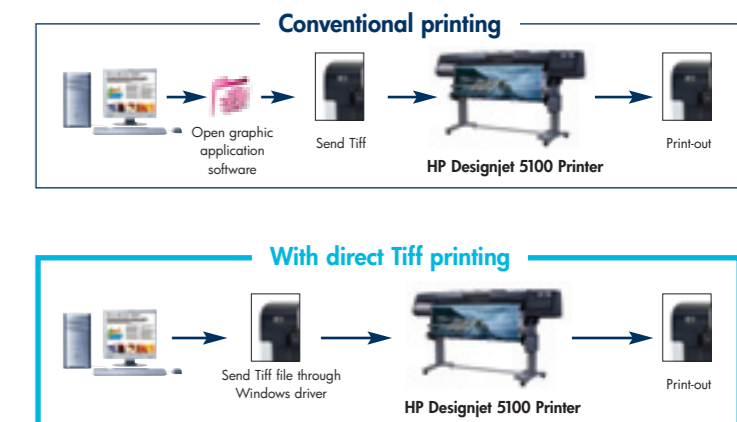 Conventional printing
Open graphic
application
software
Send Tiff
HP Designjet 5100 Printer
Print-out
With direct Tiff printing
Send Tiff file through
Windows driver
HP Designjet 5100 Printer
Print-out